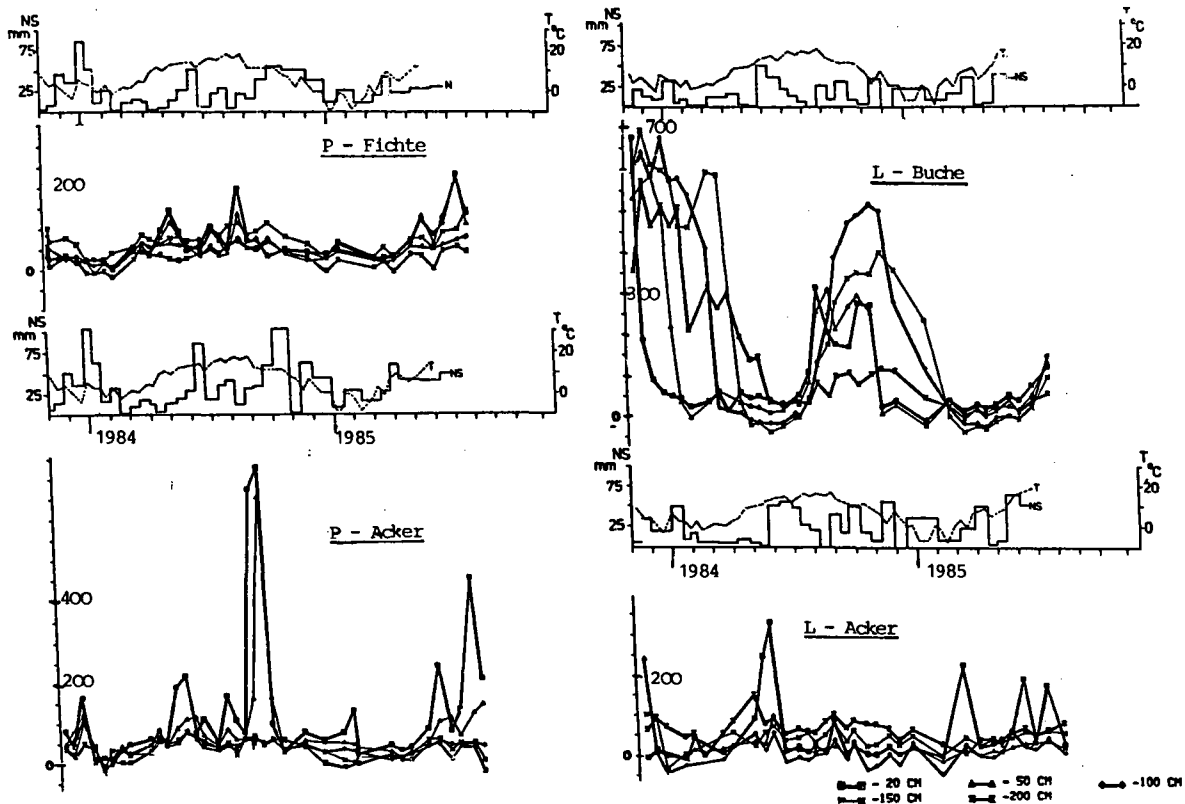 NS
mm
75
25
T °C
20
0
N
P - Fichte
200
0
NS
mm
75
25
T °C
20
0
T
NS
1984
1985
P - Acker
400
200
0
NS
mm
75
25
T °C
20
0
T
NS
700
L - Buche
300
0
NS
mm
75
25
T °C
20
0
T
NS
1984
1985
L - Acker
200
0
- 20 CM
- 50 CM
-100 CM
-150 CM
-200 CM